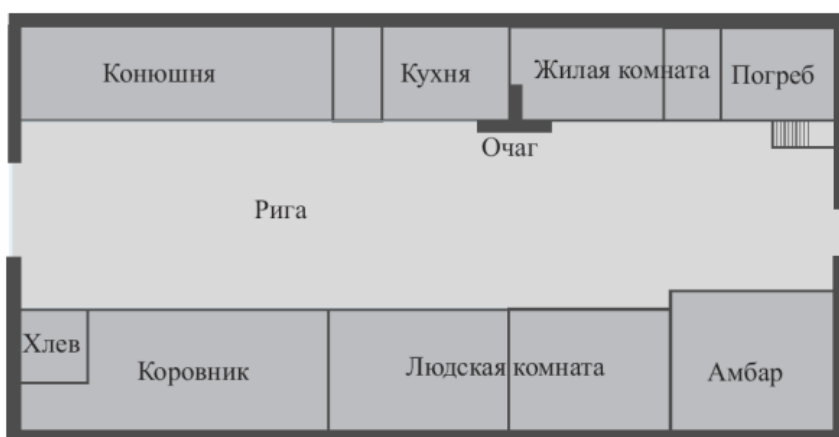 Конюшня
Кухня
Жилая комната
Погреб
Очаг
Рига
Хлев
Коровник
Людская комната
Амбар